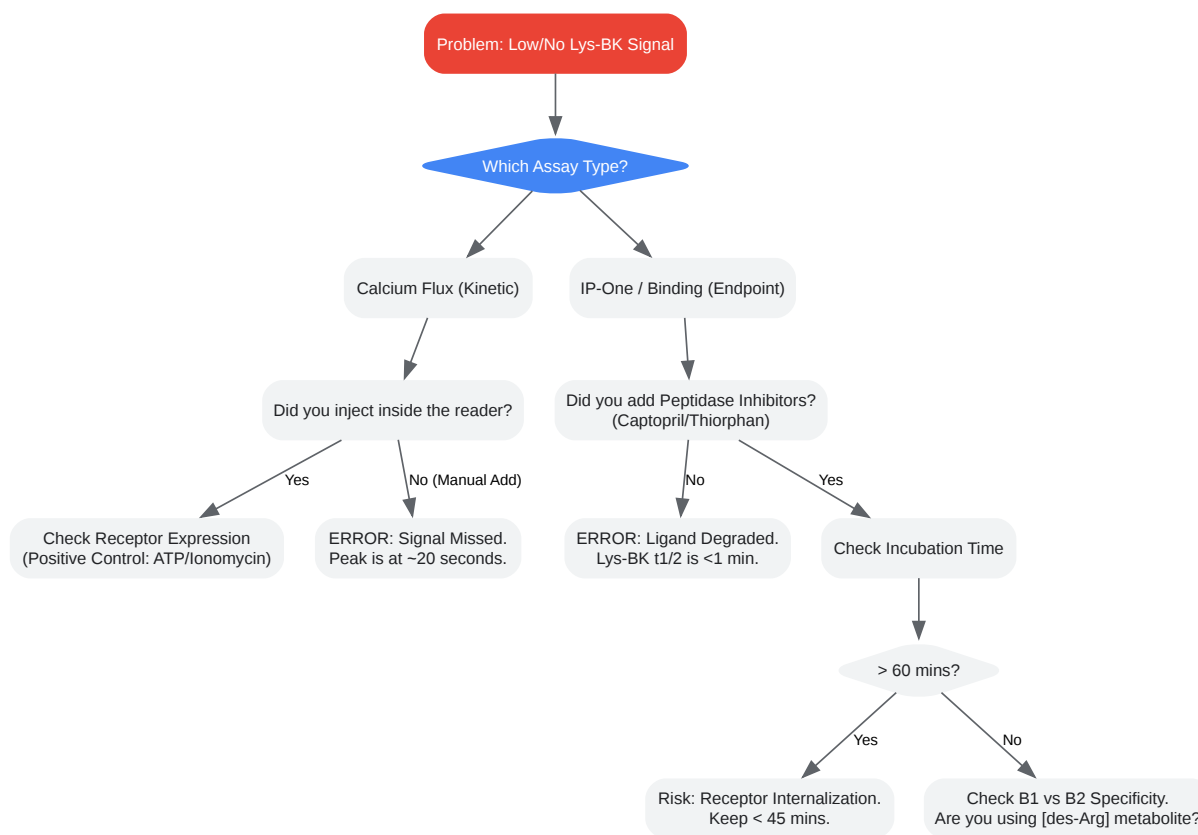 Problem: Low/No Lys-BK Signal
Which Assay Type?
Calcium Flux (Kinetic)
IP-One / Binding (Endpoint)
Did you inject inside the reader?
Did you add Peptidase Inhibitors?
(Captopril/Thiorphan)
Yes
No (Manual Add)
No
Yes
Check Receptor Expression
(Positive Control: ATP/Ionomycin)
ERROR: Signal Missed.
Peak is at ~20 seconds.
ERROR: Ligand Degraded.
Lys-BK t1/2 is <1 min.
Check Incubation Time
> 60 mins?
Yes
No
Risk: Receptor Internalization.
Keep < 45 mins.
Check B1 vs B2 Specificity.
Are you using [des-Arg] metabolite?